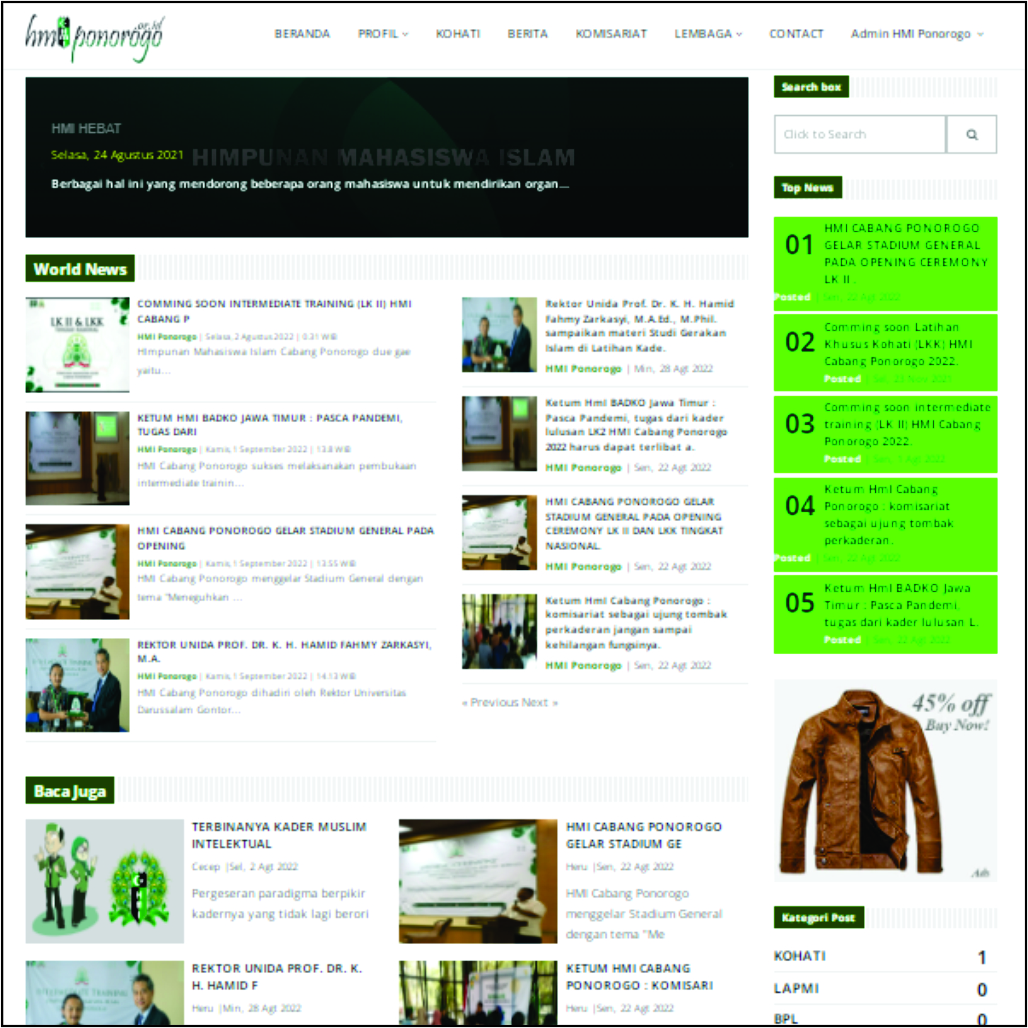 hmi ponorogo
or.id
BERANDA PROFIL KOHATI BERITA KOMISARIAT LEMBAGA CONTACT Admin HMI Ponorogo
HMI HEBAT
Selasa, 24 Agustus 2021
HIMPUNAN MAHASISWA ISLAM
Berbagai hal ini yang mendorong beberapa orang mahasiswa untuk mendirikan organ...
World News
LK II & LKK
COMMING SOON INTERMEDIATE TRAINING (LK II) HMI
CABANG P
HMI Ponorogo | Selasa, 2 Agustus 2022 | 0.31 WIB
Himpunan Mahasiswa Islam Cabang Ponorogo due gae
yaitu...
KETUM HMI BADKO JAWA TIMUR : PASCA PANDEMI,
TUGAS DARI
HMI Ponorogo | Kamis, 1 September 2022 | 13.8 WIB
HMI Cabang Ponorogo sukses melaksanakan pembukaan
intermediate trainin...
HMI CABANG PONOROGO GELAR STADIUM GENERAL PADA
OPENING
HMI Ponorogo | Kamis, 1 September 2022 | 13.55 WIB
HMI Cabang Ponorogo menggelar Stadium General dengan
tema "Meneguhkan ...
REKTOR UNIDA PROF. DR. K. H. HAMID FAHMY ZARKASYI,
M.A.
HMI Ponorogo | Kamis, 1 September 2022 | 14.13 WIB
HMI Cabang Ponorogo dihadiri oleh Rektor Universitas
Darussalam Gontor...
Rektor Unida Prof. Dr. K. H. Hamid
Fahmy Zarkasyi, M.A.Ed., M.Phil.
sampaikan materi Studi Gerakan
Islam di Latihan Kade.
HMI Ponorogo | Min, 28 Agt 2022
Ketum HmI BADKO Jawa Timur :
Pasca Pandemi, tugas dari kader
lulusan LK2 HMI Cabang Ponorogo
2022 harus dapat terlibat a.
HMI Ponorogo | Sen, 22 Agt 2022
HMI CABANG PONOROGO GELAR
STADIUM GENERAL PADA OPENING
CEREMONY LK II DAN LKK TINGKAT
NASIONAL.
HMI Ponorogo | Sen, 22 Agt 2022
Ketum HmI Cabang Ponorogo :
komisariat sebagai ujung tombak
perkaderan jangan sampai
kehilangan fungsinya.
HMI Ponorogo | Sen, 22 Agt 2022
« Previous Next »
Baca Juga
TERBINANYA KADER MUSLIM
INTELEKTUAL
Cecep |Sel, 2 Agt 2022
Pergeseran paradigma berpikir
kadernya yang tidak lagi berori
HMI CABANG PONOROGO
GELAR STADIUM GE
Heru |Sen, 22 Agt 2022
HMI Cabang Ponorogo
menggelar Stadium General
dengan tema "Me
REKTOR UNIDA PROF. DR. K.
H. HAMID F
Heru |Min, 28 Agt 2022
KETUM HMI CABANG
PONOROGO : KOMISARI
Heru |Sen, 22 Agt 2022
Search box
Click to Search
Top News
01
HMI CABANG PONOROGO
GELAR STADIUM GENERAL
PADA OPENING CEREMONY
LK II .
Posted | Sen, 22 Agt 2022
02
Comming soon Latihan
Khusus Kohati (LKK) HMI
Cabang Ponorogo 2022.
Posted
03
Comming soon intermediate
training (LK II) HMI Cabang
Ponorogo 2022.
Posted | Sen, 1 Agt 2022
04
Ketum HmI Cabang
Ponorogo : komisariat
sebagai ujung tombak
perkaderan.
Posted | Sen, 22 Agt 2022
05
Ketum HmI BADKO Jawa
Timur : Pasca Pandemi,
tugas dari kader lulusan L.
Posted | Sen, 22 Agt 2022
45% off
Buy Now!
Ads
Kategori Post
KOHATI 1
LAPMI 0
BPL 0